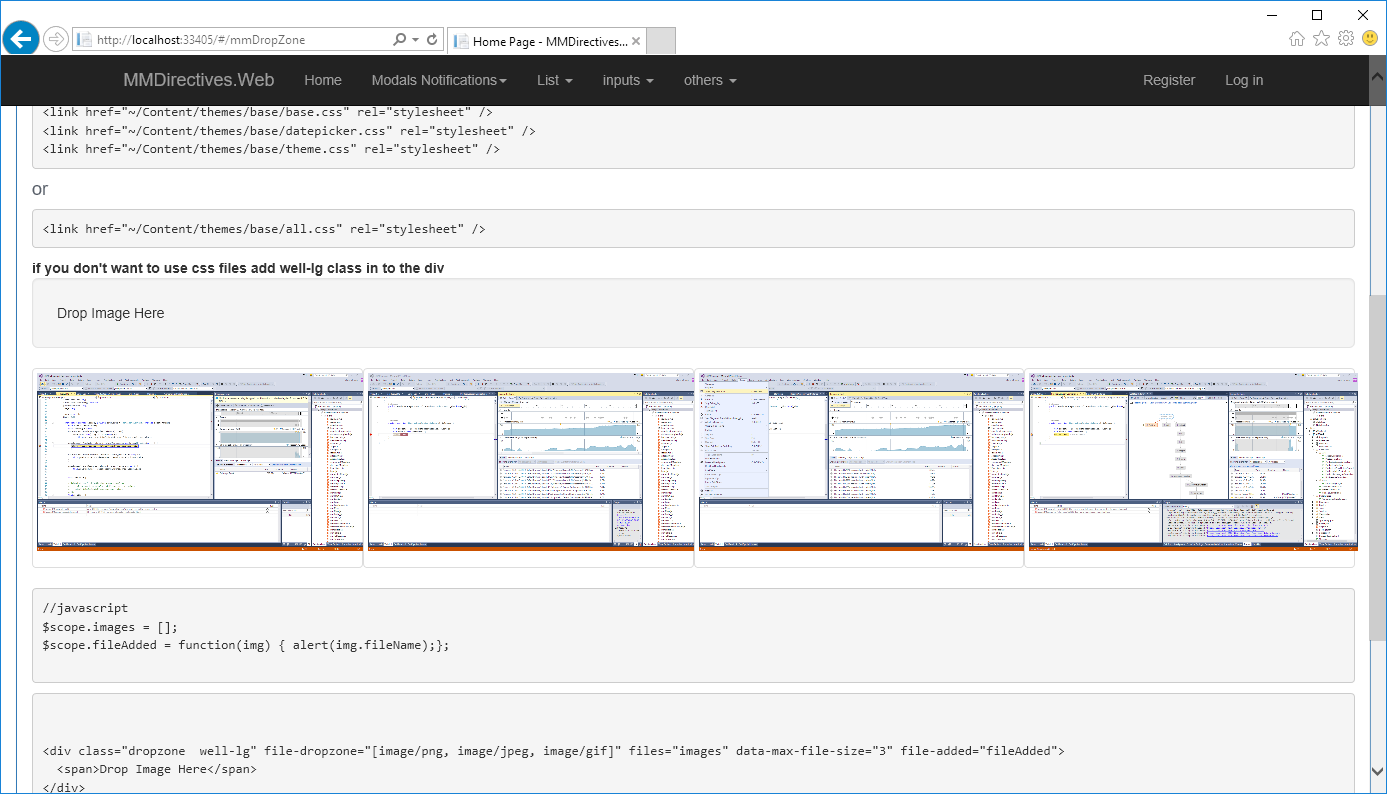 http://localhost:33405/#/mmDropZone
Home Page - MMDirectives...
MMDirectives.Web Home Modals Notifications List inputs others Register Log in
<link href="~/Content/themes/base/base.css" rel="stylesheet" />
<link href="~/Content/themes/base/datepicker.css" rel="stylesheet" />
<link href="~/Content/themes/base/theme.css" rel="stylesheet" />
or
<link href="~/Content/themes/base/all.css" rel="stylesheet" />
if you don't want to use css files add well-lg class in to the div
Drop Image Here
//javascript
$scope.images = [];
$scope.fileAdded = function(img) { alert(img.fileName);};
<div class="dropzone  well-lg" file-dropzone="[image/png, image/jpeg, image/gif]" files="images" data-max-file-size="3" file-added="fileAdded">
  <span>Drop Image Here</span>
</div>